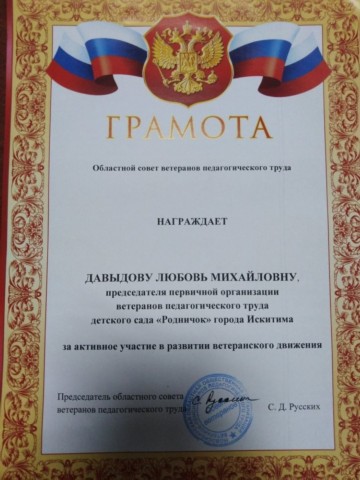 ГРАМОТА
Областной совет ветеранов педагогического труда
НАГРАЖДАЕТ
ДАВЫДОВУ ЛЮБОВЬ МИХАЙЛОВНУ,
председателя первичной организации
ветеранов педагогического труда
детского сада «Родничок» города Искитима
за активное участие в развитии ветеранского движения
Председатель областного совета
ветеранов педагогического труда
С. Д. Русских